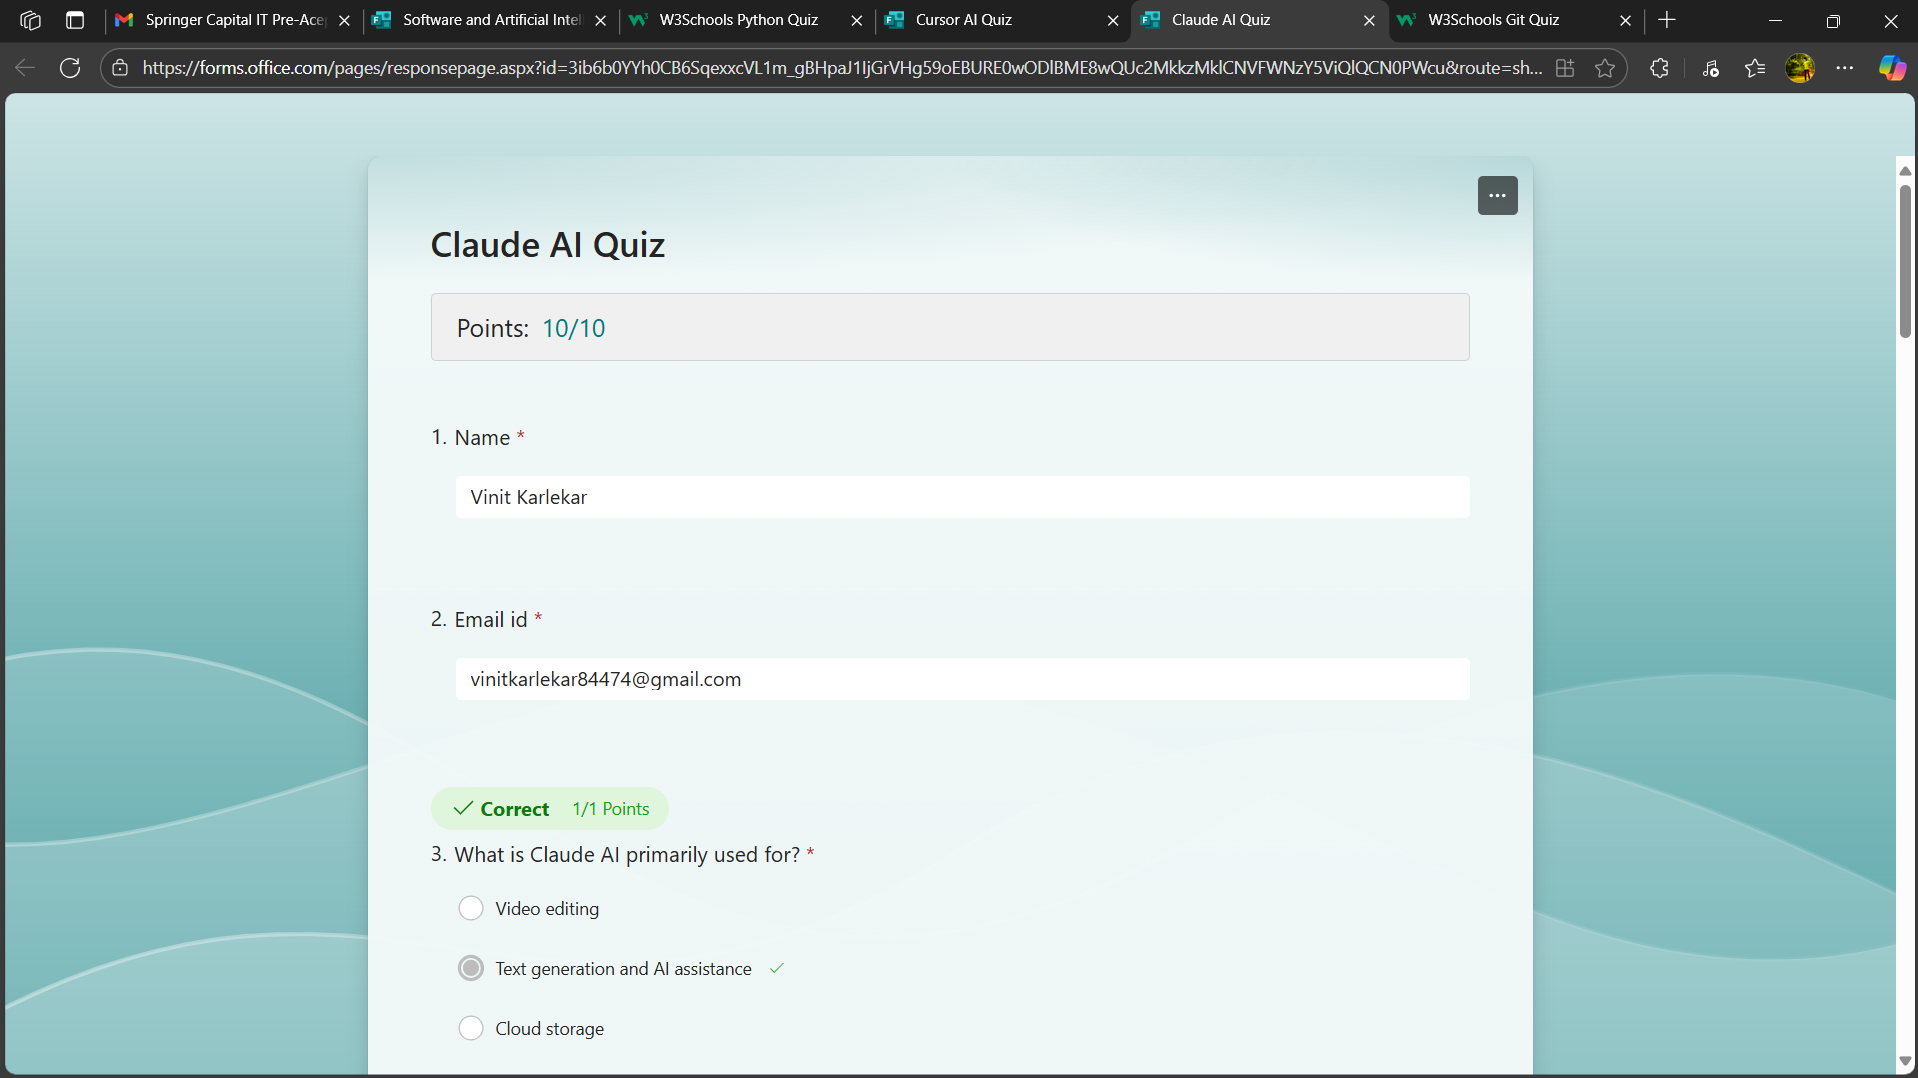 Springer Capital IT Pre-Acep
Software and Artificial Intel
W3Schools Python Quiz
Cursor AI Quiz
Claude AI Quiz
W3Schools Git Quiz
https://forms.office.com/pages/responsepage.aspx?id=3ib6b0YYh0CB6SqexxcVL1m_gBHpaJ1IjGrVHg59oEBURE0wODlBME8wQUc2MkkzMklCNVFWNzY5ViQlQCN0PWcu&route=sh...
Claude AI Quiz
Points: 10/10
1. Name *
Vinit Karlekar
2. Email id *
vinitkarlekar84474@gmail.com
Correct 1/1 Points
3. What is Claude AI primarily used for? *
Video editing
Text generation and AI assistance
Cloud storage